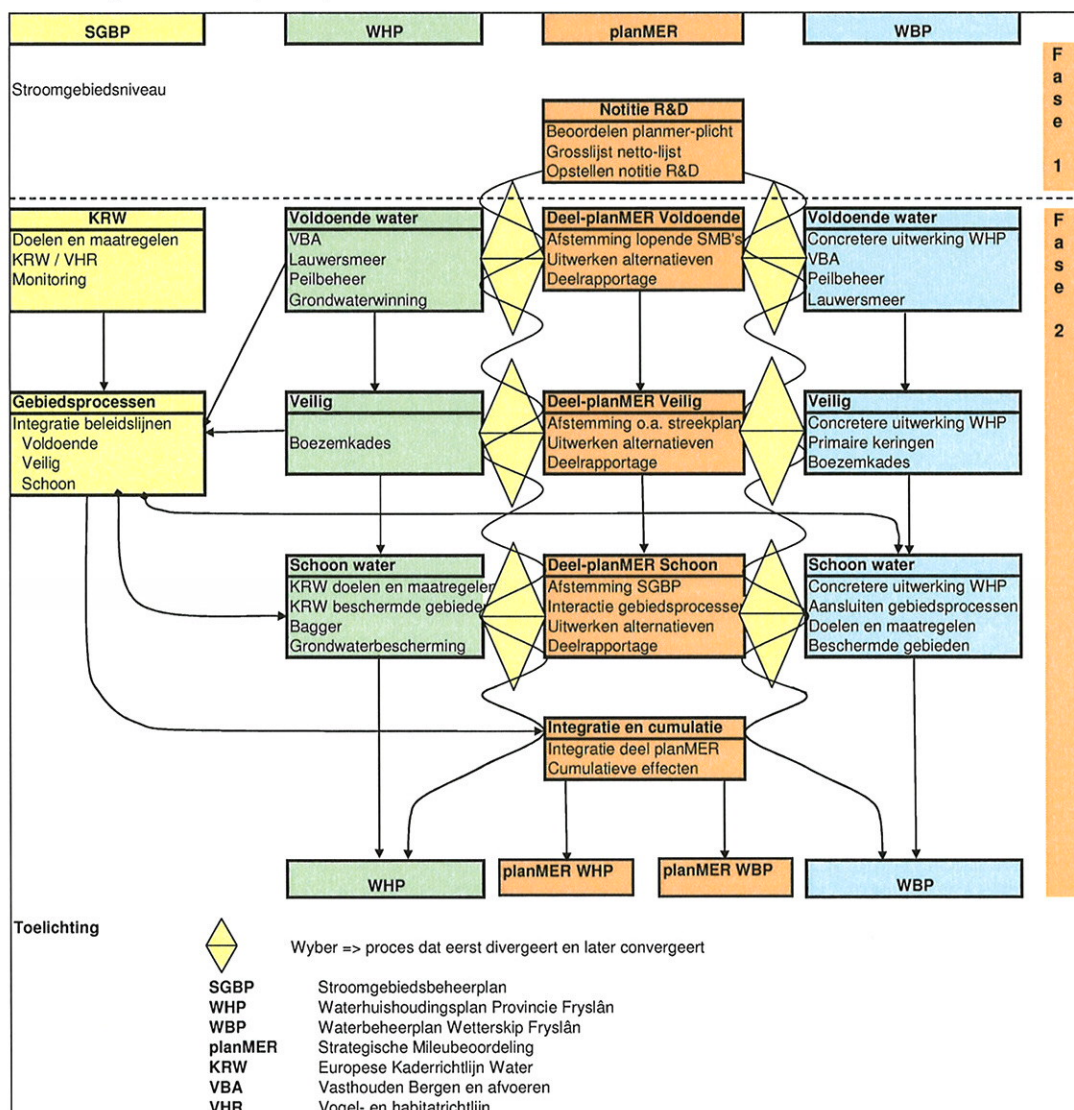 SGBP
WHP
planMER
WBP
Stroomgebiedsniveau
Fase 1
Notitie R&D
Beoordelen planmer-plicht
Grosslijst netto-lijst
Opstellen notitie R&D
Fase 2
KRW
Doelen en maatregelen
KRW / VHR
Monitoring
Voldoende water
VBA
Lauwersmeer
Peilbeheer
Grondwaterwinning
Deel-planMER Voldoende
Afstemming lopende SMB's
Uitwerken alternatieven
Deelrapportage
Voldoende water
Concretere uitwerking WHP
VBA
Peilbeheer
Lauwersmeer
Gebiedsprocessen
Integratie beleidslijnen
Voldoende
Veilig
Schoon
Veilig
Boezemkades
Deel-planMER Veilig
Afstemming o.a. streekplan
Uitwerken alternatieven
Deelrapportage
Veilig
Concretere uitwerking WHP
Primaire keringen
Boezemkades
Schoon water
KRW doelen en maatregelen
KRW beschermde gebieden
Bagger
Grondwaterbescherming
Deel-planMER Schoon
Afstemming SGBP
Interactie gebiedsprocessen
Uitwerken alternatieven
Deelrapportage
Schoon water
Concretere uitwerking WHP
Aansluiten gebiedsprocessen
Doelen en maatregelen
Beschermde gebieden
Integratie en cumulatie
Integratie deel planMER
Cumulatieve effecten
WHP
planMER WHP
planMER WBP
WBP
Toelichting
Wyber => proces dat eerst divergeert en later convergeert
SGBP Stroomgebiedsbeheerplan
WHP Waterhuishoudingsplan Provincie Fryslân
WBP Waterbeheerplan Wetterskip Fryslân
planMER Strategische Mileubeoordeling
KRW Europese Kaderrichtlijn Water
VBA Vasthouden Bergen en afvoeren
VHR Vogel- en habitatrichtlijn